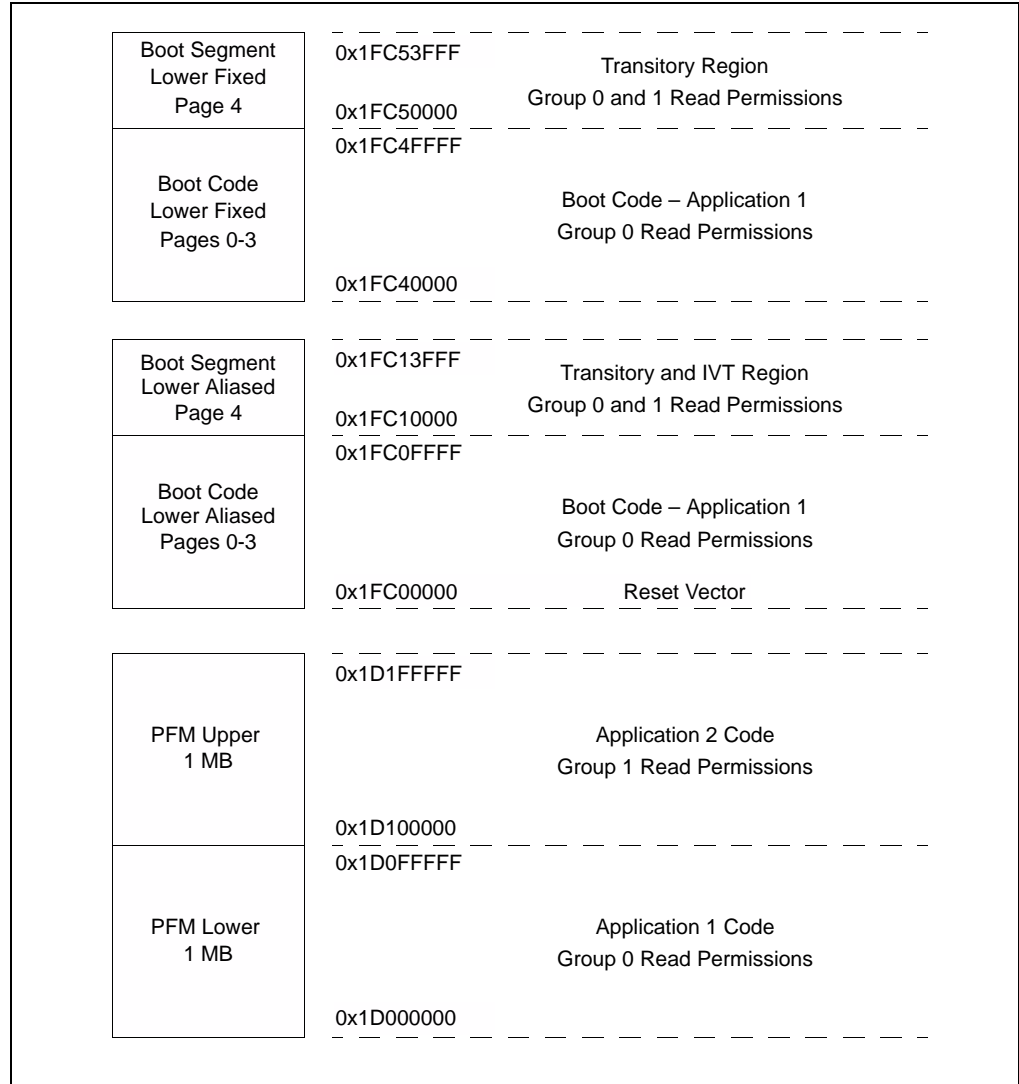 Boot Segment
Lower Fixed
Page 4
0x1FC53FFF
Transitory Region
Group 0 and 1 Read Permissions
0x1FC50000
Boot Code
Lower Fixed
Pages 0-3
0x1FC4FFFF
Boot Code – Application 1
Group 0 Read Permissions
0x1FC40000
Boot Segment
Lower Aliased
Page 4
0x1FC13FFF
Transitory and IVT Region
Group 0 and 1 Read Permissions
0x1FC10000
Boot Code
Lower Aliased
Pages 0-3
0x1FC0FFFF
Boot Code – Application 1
Group 0 Read Permissions
0x1FC00000 Reset Vector
PFM Upper
1 MB
0x1D1FFFFF
Application 2 Code
Group 1 Read Permissions
0x1D100000
PFM Lower
1 MB
0x1D0FFFFF
Application 1 Code
Group 0 Read Permissions
0x1D000000